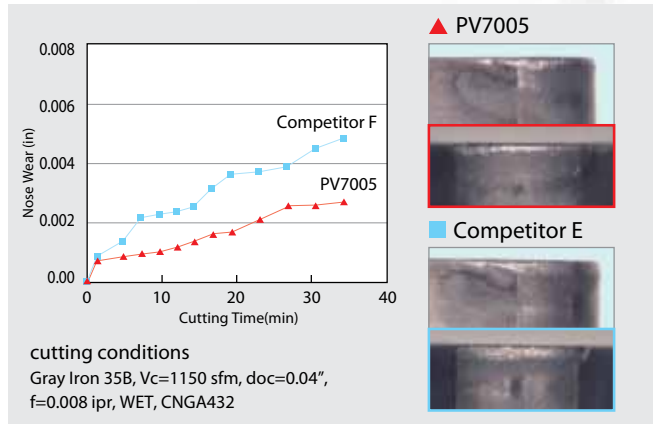 0.008
0.006
0.004
0.002
0.00
Nose Wear (in)
Competitor F
PV7005
0
10
20
30
40
Cutting Time(min)
cutting conditions
Gray Iron 35B, Vc=1150 sfm, doc=0.04”,
f=0.008 ipr, WET, CNGA432
PV7005
Competitor E